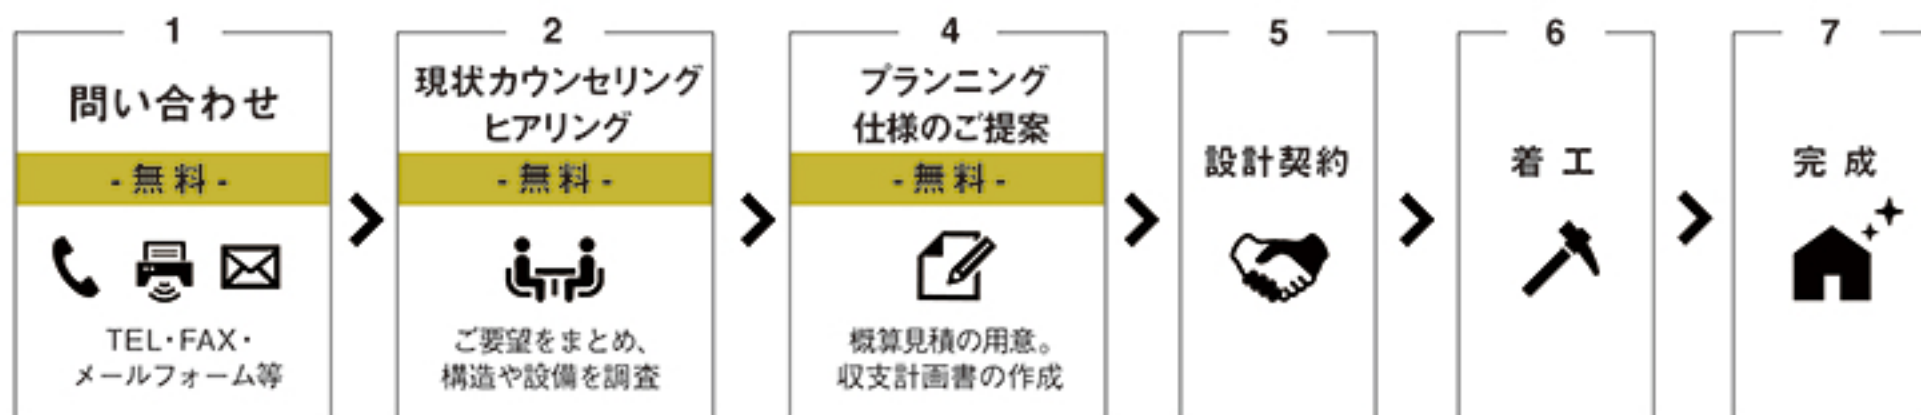 1
問い合わせ
- 無料 -
TEL・FAX・
メールフォーム等
2
現状カウンセリング
ヒアリング
- 無料 -
ご要望をまとめ、
構造や設備を調査
4
プランニング
仕様のご提案
- 無料 -
概算見積の用意。
収支計画書の作成
5
設計契約
6
着工
7
完成